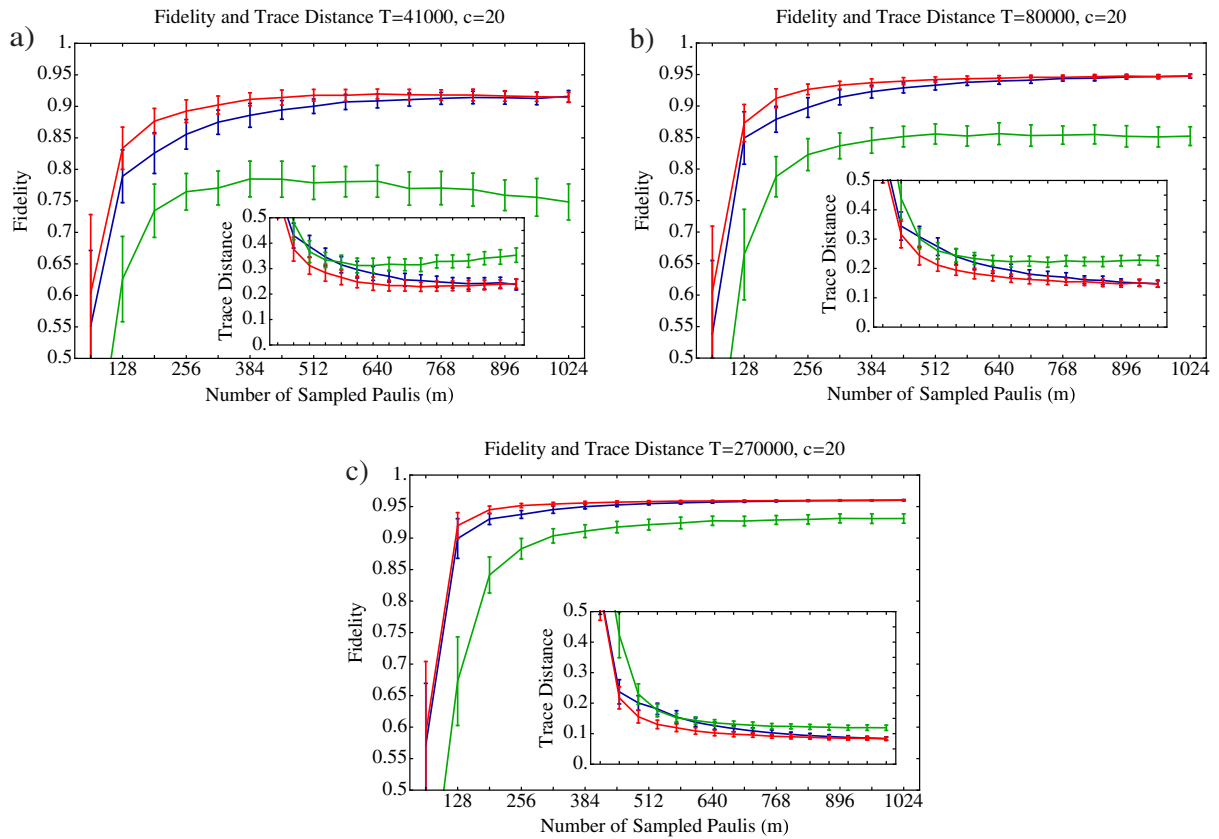 Fidelity and Trace Distance T=41000, c=20
a)
1.
0.95
0.9
0.85
0.8
0.75
0.7
0.65
0.6
0.55
0.5
Fidelity
128 256 384 512 640 768 896 1024
Number of Sampled Paulis (m)
0.5
0.4
0.3
0.2
0.1
0.
Trace Distance
Fidelity and Trace Distance T=80000, c=20
b)
1.
0.95
0.9
0.85
0.8
0.75
0.7
0.65
0.6
0.55
0.5
Fidelity
128 256 384 512 640 768 896 1024
Number of Sampled Paulis (m)
0.5
0.4
0.3
0.2
0.1
0.
Trace Distance
Fidelity and Trace Distance T=270000, c=20
c)
1.
0.95
0.9
0.85
0.8
0.75
0.7
0.65
0.6
0.55
0.5
Fidelity
128 256 384 512 640 768 896 1024
Number of Sampled Paulis (m)
0.5
0.4
0.3
0.2
0.1
0.
Trace Distance